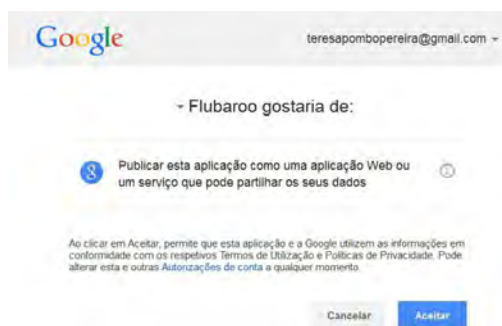 Google
teresapombopereira@gmail.com
Flubaroo gostaria de:
Publicar esta aplicação como uma aplicação Web ou
um serviço que pode partilhar os seus dados
Ao clicar em Aceitar, permite que esta aplicação e a Google utilizem as informações em
conformidade com os respetivos Termos de Utilização e Políticas de Privacidade. Pode
alterar esta e outras Autorizações de conta a qualquer momento.
Cancelar
Aceitar